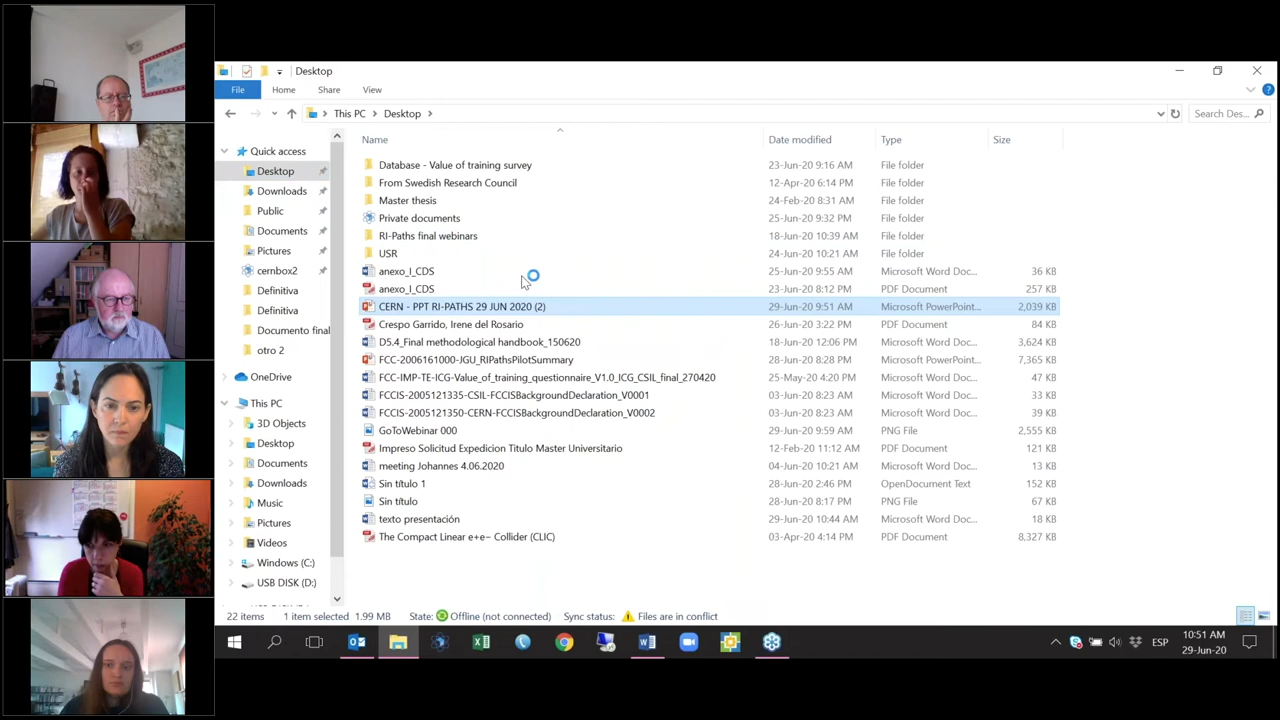 Desktop
File Home Share View
This PC Desktop Search Des...
Name Date modified Type Size
Quick access
Desktop
Downloads
Public
Documents
Pictures
cernbox2
Definitiva
Definitiva
Documento final
otro 2
OneDrive
This PC
3D Objects
Desktop
Documents
Downloads
Music
Pictures
Videos
Windows (C:)
USB DISK (D:)
Database - Value of training survey 23-Jun-20 9:16 AM File folder
From Swedish Research Council 12-Apr-20 6:14 PM File folder
Master thesis 24-Feb-20 8:31 AM File folder
Private documents 25-Jun-20 9:32 PM File folder
RI-Paths final webinars 18-Jun-20 10:39 AM File folder
USR 24-Jun-20 10:21 AM File folder
anexo_I_CDS 25-Jun-20 9:55 AM Microsoft Word Doc... 36 KB
anexo_I_CDS 23-Jun-20 8:12 PM PDF Document 257 KB
CERN - PPT RI-PATHS 29 JUN 2020 (2) 29-Jun-20 9:51 AM Microsoft PowerPoint... 2,039 KB
Crespo Garrido, Irene del Rosario 26-Jun-20 3:22 PM PDF Document 84 KB
D5.4_Final methodological handbook_150620 18-Jun-20 12:06 PM Microsoft Word Doc... 3,624 KB
FCC-2006161000-JGU_RIPathsPilotSummary 28-Jun-20 8:28 PM Microsoft PowerPoint... 7,365 KB
FCC-IMP-TE-ICG-Value_of_training_questionnaire_V1.0_ICG_CSIL_final_270420 25-May-20 4:20 PM Microsoft Word Doc... 47 KB
FCCIS-2005121335-CSIL-FCCISBackgroundDeclaration_V0001 03-Jun-20 8:23 AM Microsoft Word Doc... 33 KB
FCCIS-2005121350-CERN-FCCISBackgroundDeclaration_V0002 03-Jun-20 8:23 AM Microsoft Word Doc... 39 KB
GoToWebinar 000 29-Jun-20 9:59 AM PNG File 2,555 KB
Impreso Solicitud Expedicion Titulo Master Universitario 12-Feb-20 11:12 AM PDF Document 121 KB
meeting Johannes 4.06.2020 04-Jun-20 10:21 AM Microsoft Word Doc... 13 KB
Sin título 1 28-Jun-20 2:46 PM OpenDocument Text 152 KB
Sin título 28-Jun-20 8:17 PM PNG File 67 KB
texto presentación 29-Jun-20 10:44 AM Microsoft Word Doc... 18 KB
The Compact Linear e+e− Collider (CLIC) 03-Apr-20 4:14 PM PDF Document 8,327 KB
22 items 1 item selected 1.99 MB State: Offline (not connected) Sync status: Files are in conflict
ESP 10:51 AM
29-Jun-20